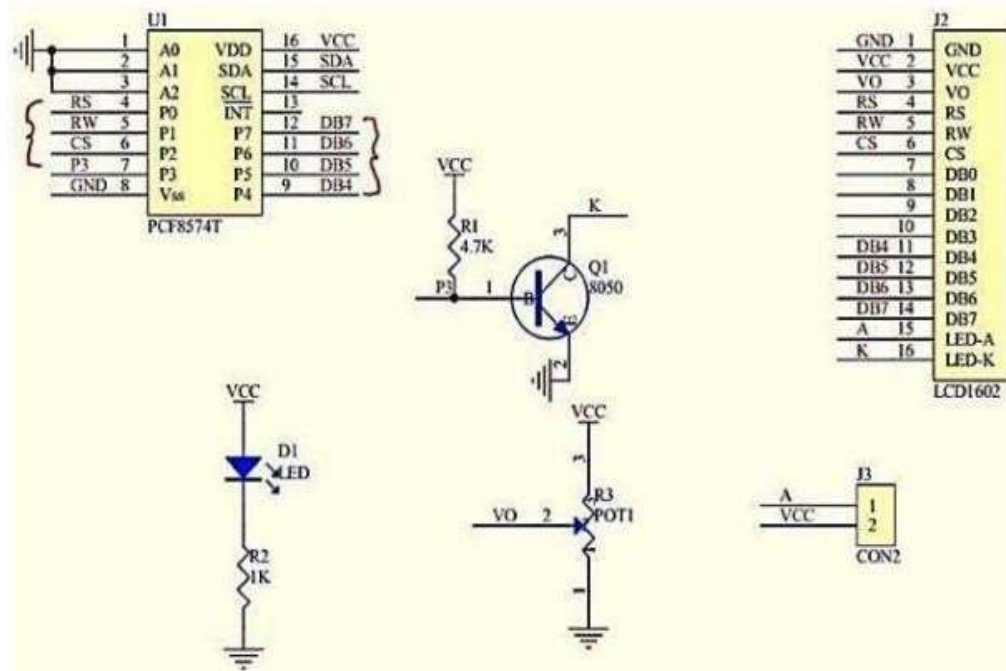 U1
1 A0 VDD 16 VCC
2 A1 SDA 15 SDA
3 A2 SCL 14 SCL
RS 4 P0 INT 13
RW 5 P1 P7 12 DB7
CS 6 P2 P6 11 DB6
P3 7 P3 P5 10 DB5
GND 8 Vss P4 9 DB4
PCF8574T
J2
GND 1 GND
VCC 2 VCC
VO 3 VO
RS 4 RS
RW 5 RW
CS 6 CS
7 DB0
8 DB1
9 DB2
10 DB3
DB4 11 DB4
DB5 12 DB5
DB6 13 DB6
DB7 14 DB7
A 15 LED-A
K 16 LED-K
LCD1602
VCC
R1
4.7K
P3 1 B
3 K
Q1
8050
2
VCC
D1
LED
R2
1K
VCC
3
R3
POT1
VO 2
1
J3
A 1
VCC 2
CON2